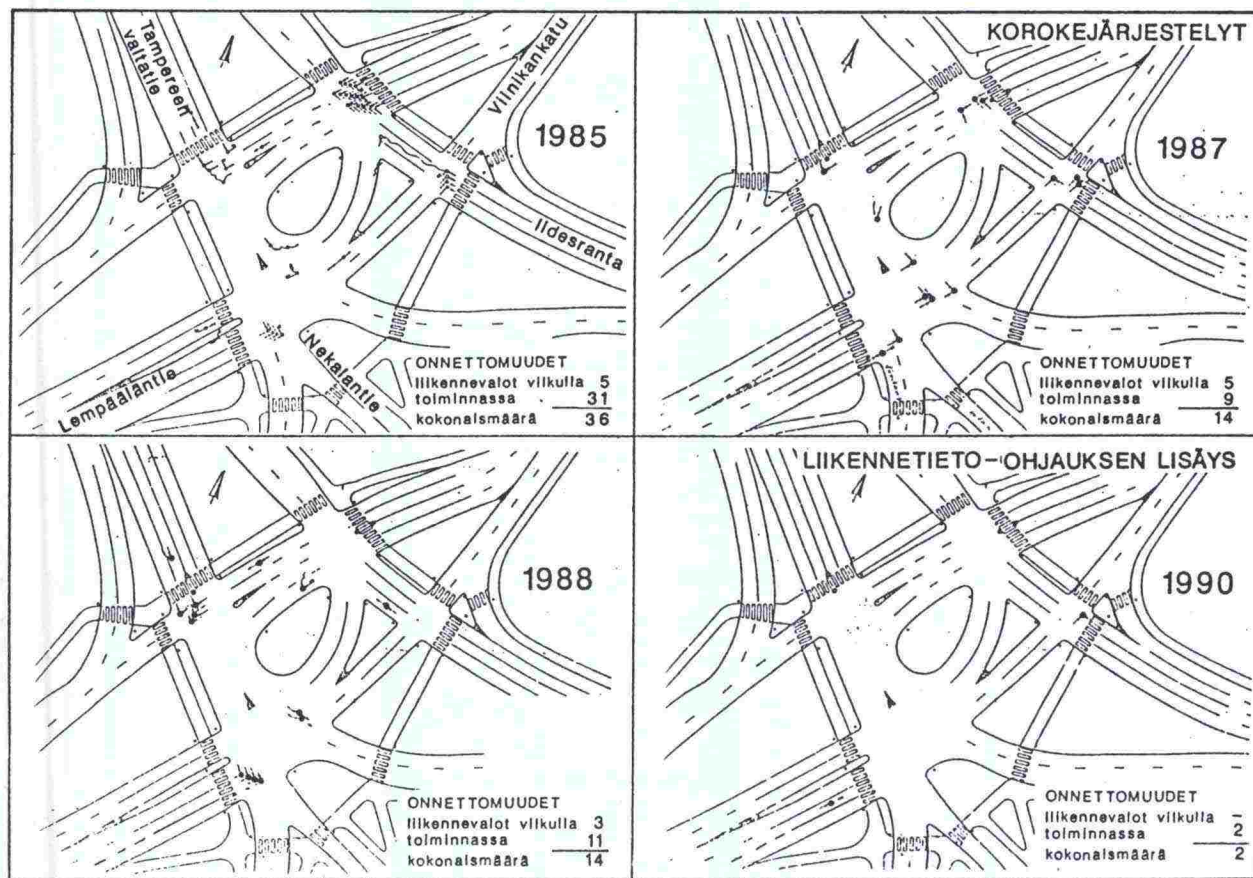 Tampereen
valtatie
Viinikankatu
1985
Iidesranta
Nekalantie
Lempääläntie
ONNETTOMUUDET
liikennevalot vilkulla 5
toiminnassa 31
kokonaismäärä 36
KOROKEJÄRJESTELYT
1987
ONNETTOMUUDET
liikennevalot vilkulla 5
toiminnassa 9
kokonaismäärä 14
1988
ONNETTOMUUDET
liikennevalot vilkulla 3
toiminnassa 11
kokonaismäärä 14
LIIKENNETIETO-OHJAUKSEN LISÄYS
1990
ONNETTOMUUDET
liikennevalot vilkulla -
toiminnassa 2
kokonaismäärä 2